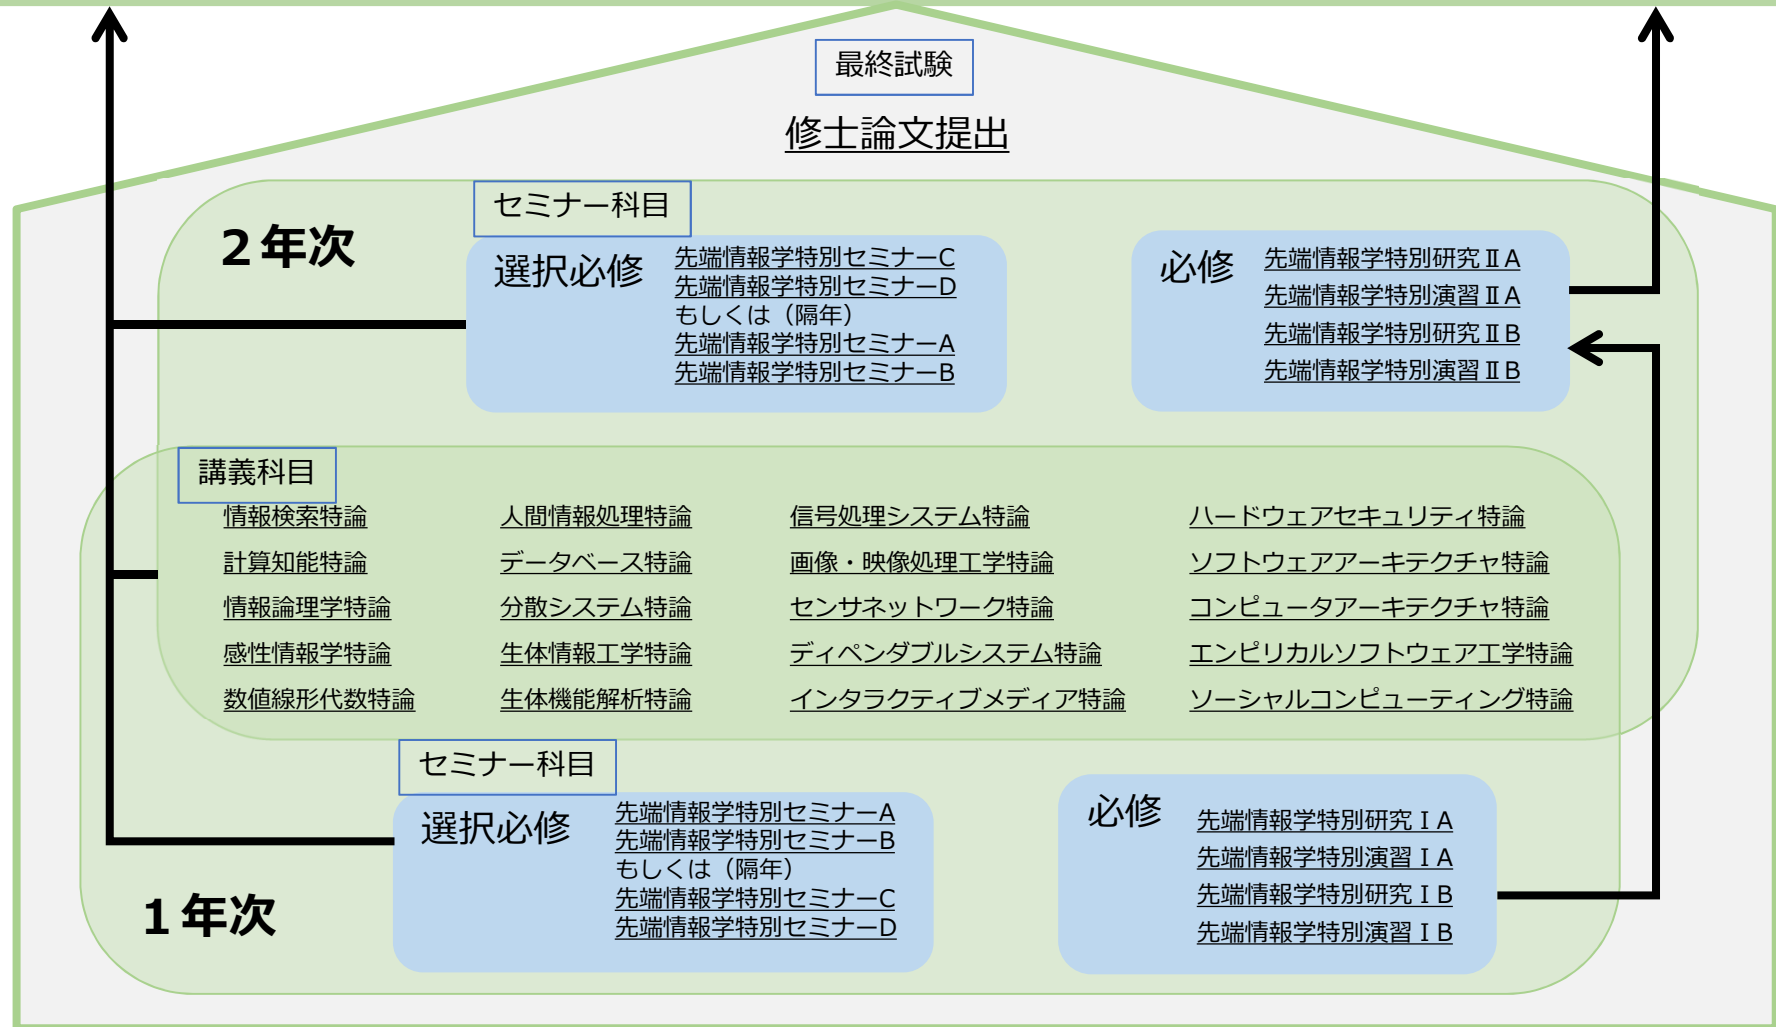 最終試験
修士論文提出
２年次
セミナー科目
選択必修
先端情報学特別セミナーC
先端情報学特別セミナーD
もしくは（隔年）
先端情報学特別セミナーA
先端情報学特別セミナーB
必修
先端情報学特別研究ⅡA
先端情報学特別演習ⅡA
先端情報学特別研究ⅡB
先端情報学特別演習ⅡB
講義科目
情報検索特論
計算知能特論
情報論理学特論
感性情報学特論
数値線形代数特論
人間情報処理特論
データベース特論
分散システム特論
生体情報工学特論
生体機能解析特論
信号処理システム特論
画像・映像処理工学特論
センサネットワーク特論
ディペンダブルシステム特論
インタラクティブメディア特論
ハードウェアセキュリティ特論
ソフトウェアアーキテクチャ特論
コンピュータアーキテクチャ特論
エンピリカルソフトウェア工学特論
ソーシャルコンピューティング特論
セミナー科目
選択必修
先端情報学特別セミナーA
先端情報学特別セミナーB
もしくは（隔年）
先端情報学特別セミナーC
先端情報学特別セミナーD
必修
先端情報学特別研究ⅠA
先端情報学特別演習ⅠA
先端情報学特別研究ⅠB
先端情報学特別演習ⅠB
１年次